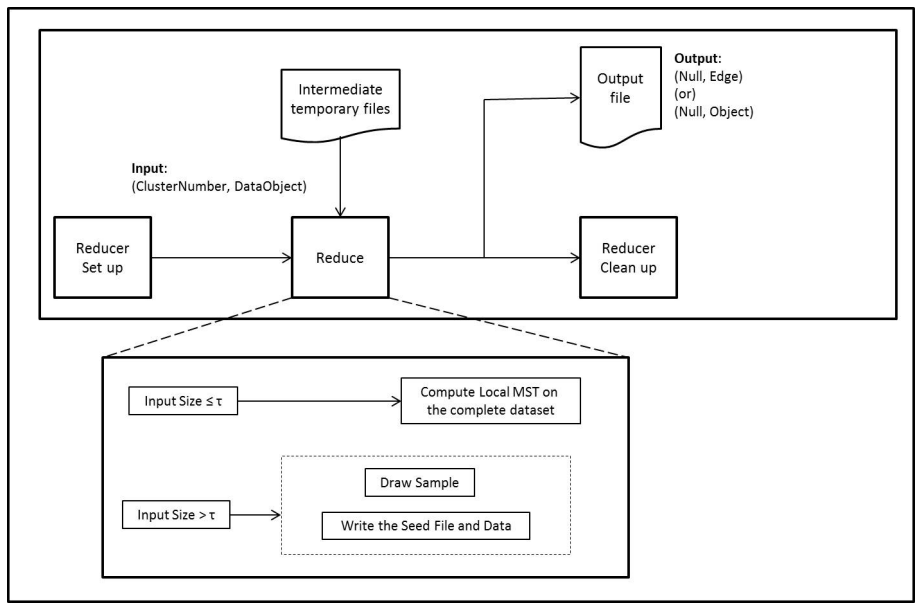 Intermediate
temporary files
Output
file
Output:
(Null, Edge)
(or)
(Null, Object)
Input:
(ClusterNumber, DataObject)
Reducer
Set up
Reduce
Reducer
Clean up
Input Size ≤ τ
Compute Local MST on
the complete dataset
Input Size > τ
Draw Sample
Write the Seed File and Data